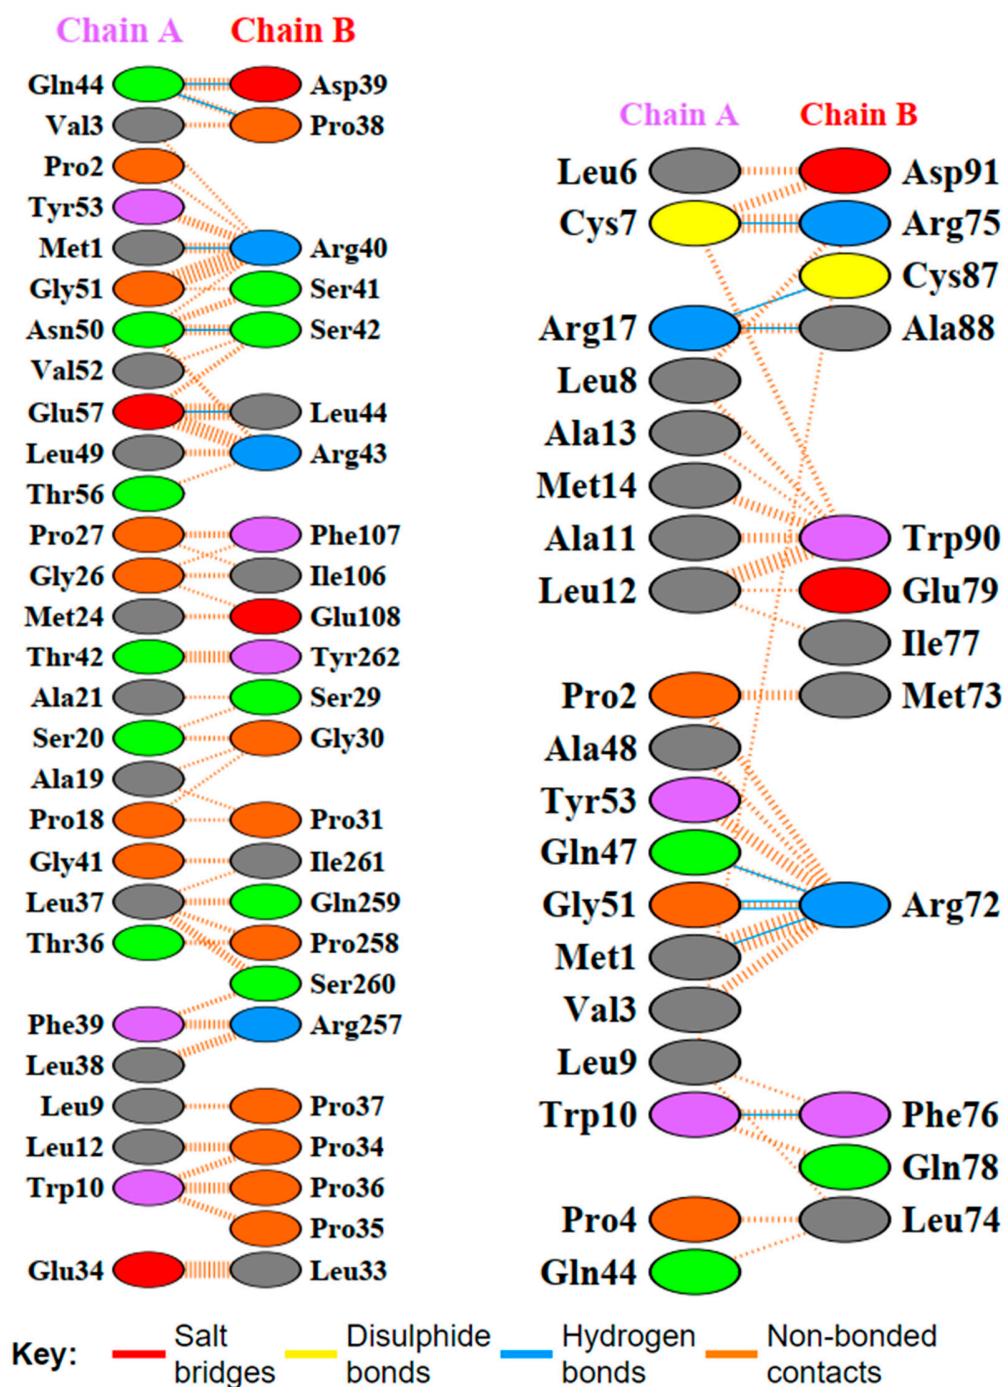 Chain A Chain B
Gln44 Asp39
Val3 Pro38
Pro2
Tyr53
Met1 Arg40
Gly51 Ser41
Asn50 Ser42
Val52
Glu57 Leu44
Leu49 Arg43
Thr56
Pro27 Phe107
Gly26 Ile106
Met24 Glu108
Thr42 Tyr262
Ala21 Ser29
Ser20 Gly30
Ala19
Pro18 Pro31
Gly41 Ile261
Leu37 Gln259
Thr36 Pro258
Ser260
Phe39 Arg257
Leu38
Leu9 Pro37
Leu12 Pro34
Trp10 Pro36
Pro35
Glu34 Leu33
Chain A Chain B
Leu6 Asp91
Cys7 Arg75
Cys87
Arg17 Ala88
Leu8
Ala13
Met14
Ala11 Trp90
Leu12 Glu79
Ile77
Pro2 Met73
Ala48
Tyr53
Gln47
Gly51 Arg72
Met1
Val3
Leu9
Trp10 Phe76
Gln78
Pro4 Leu74
Gln44
Key: Salt bridges Disulphide bonds Hydrogen bonds Non-bonded contacts